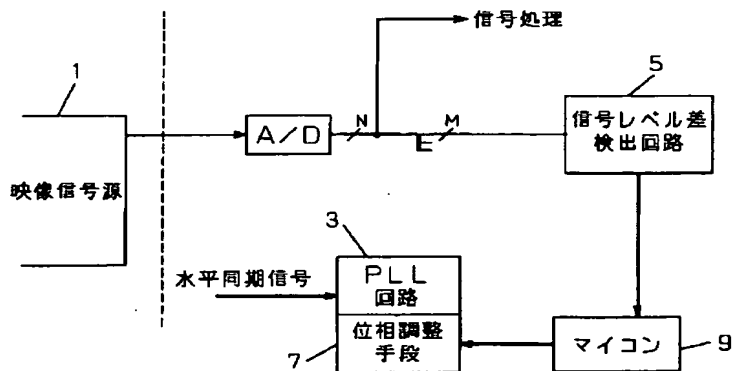 信号処理
1
5
A/D
N
M
信号レベル差
検出回路
映像信号源
3
水平同期信号
PLL
回路
7
位相調整
手段
マイコン
9